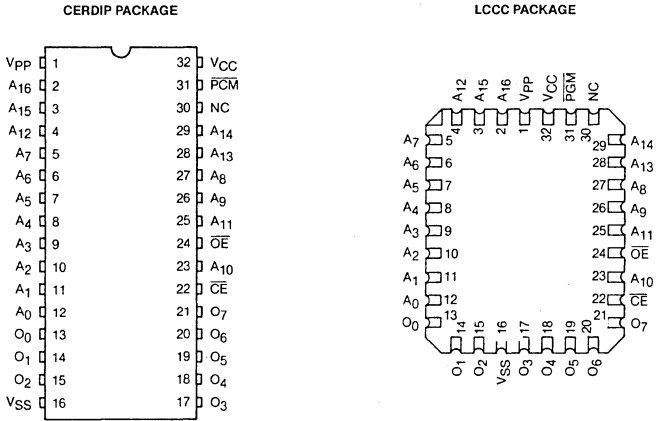 CERDIP PACKAGE
VPP 1 32 VCC
A16 2 31 PCM
A15 3 30 NC
A12 4 29 A14
A7 5 28 A13
A6 6 27 A8
A5 7 26 A9
A4 8 25 A11
A3 9 24 OE
A2 10 23 A10
A1 11 22 CE
A0 12 21 O7
O0 13 20 O6
O1 14 19 O5
O2 15 18 O4
VSS 16 17 O3
LCCC PACKAGE
A12 A15 A16 VPP VCC PGM NC
4 3 2 1 32 31 30
A7 5 29 A14
A6 6 28 A13
A5 7 27 A8
A4 8 26 A9
A3 9 25 A11
A2 10 24 OE
A1 11 23 A10
A0 12 22 CE
O0 13 21 O7
14 15 16 17 18 19 20
O1 O2 VSS O3 O4 O5 O6